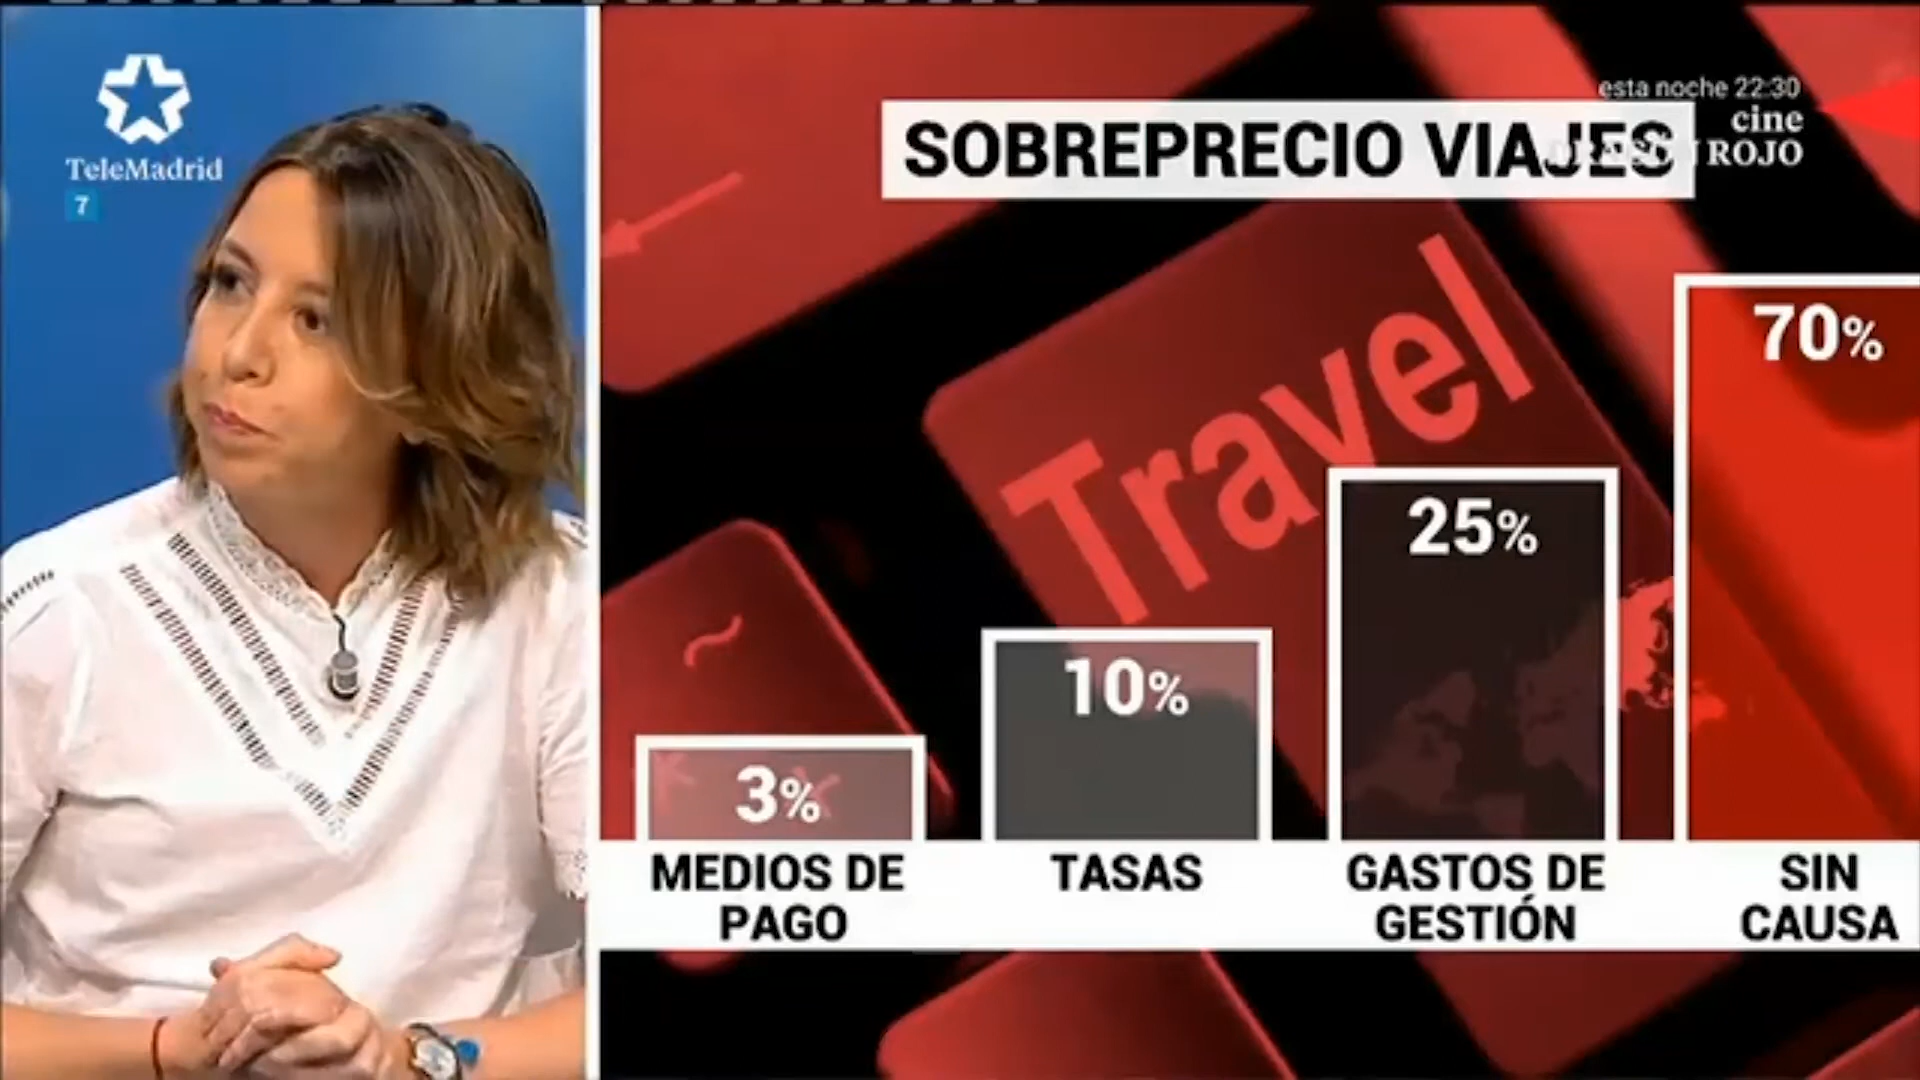 TeleMadrid
7
esta noche 22:30
cine
ROJO
SOBREPRECIO VIAJES
Travel
3%
10%
25%
70%
MEDIOS DE
PAGO
TASAS
GASTOS DE
GESTIÓN
SIN
CAUSA